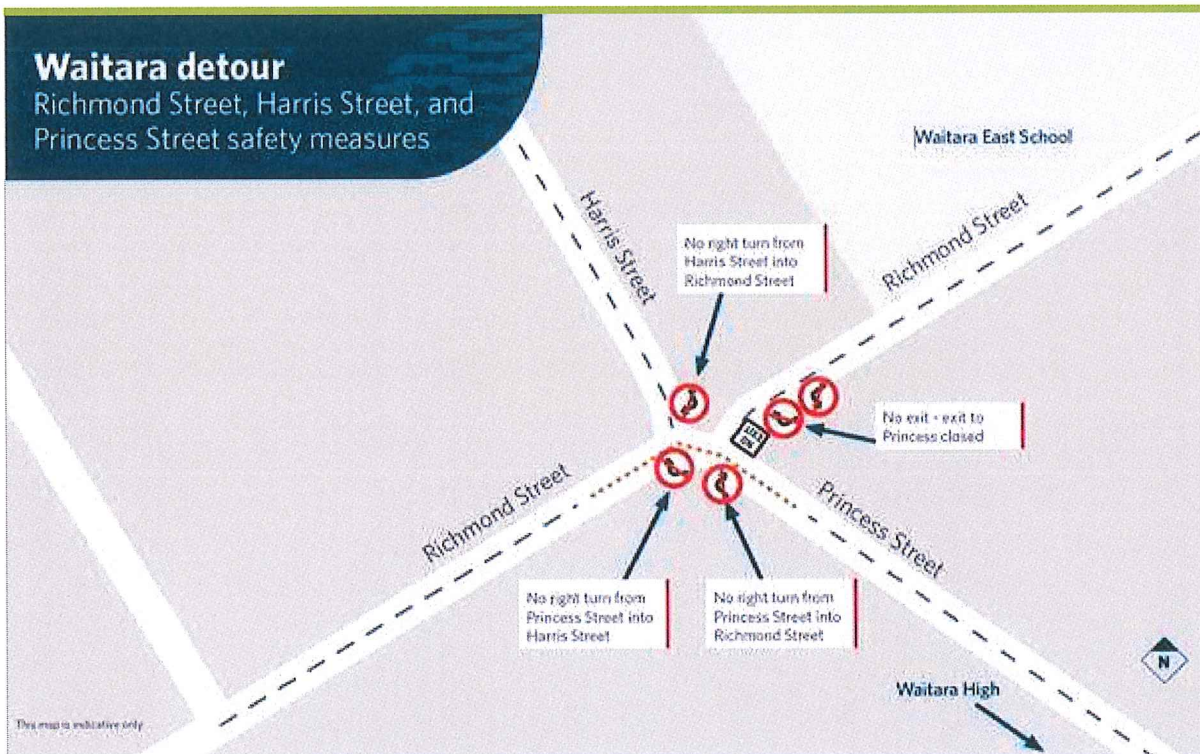 Waitara detour
Richmond Street, Harris Street, and
Princess Street safety measures
Waitara East School
Harris Street
Richmond Street
No right turn from
Harris Street into
Richmond Street
No exit - exit to
Princess closed
Richmond Street
Princess Street
No right turn from
Princess Street into
Harris Street
No right turn from
Princess Street into
Richmond Street
N
Waitara High
This map is indicative only